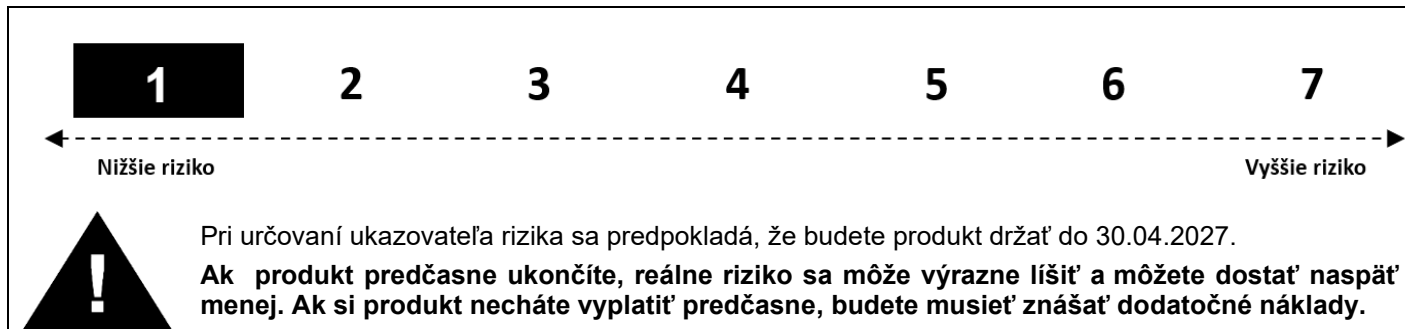 1 2 3 4 5 6 7
Nižšie riziko Vyššie riziko
Pri určovaní ukazovateľa rizika sa predpokladá, že budete produkt držať do 30.04.2027.
Ak produkt predčasne ukončíte, reálne riziko sa môže výrazne líšiť a môžete dostať naspäť
menej. Ak si produkt necháte vyplatiť predčasne, budete musieť znášať dodatočné náklady.
!